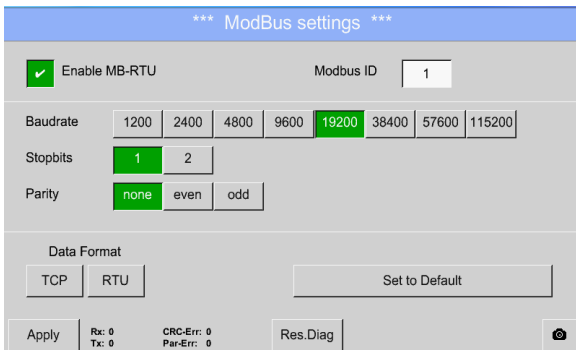 *** ModBus settings ***
✔ Enable MB-RTU Modbus ID 1
Baudrate 1200 2400 4800 9600 19200 38400 57600 115200
Stopbits 1 2
Parity none even odd
Data Format
TCP RTU Set to Default
Apply Rx: 0 CRC-Err: 0 Res.Diag
Tx: 0 Par-Err: 0